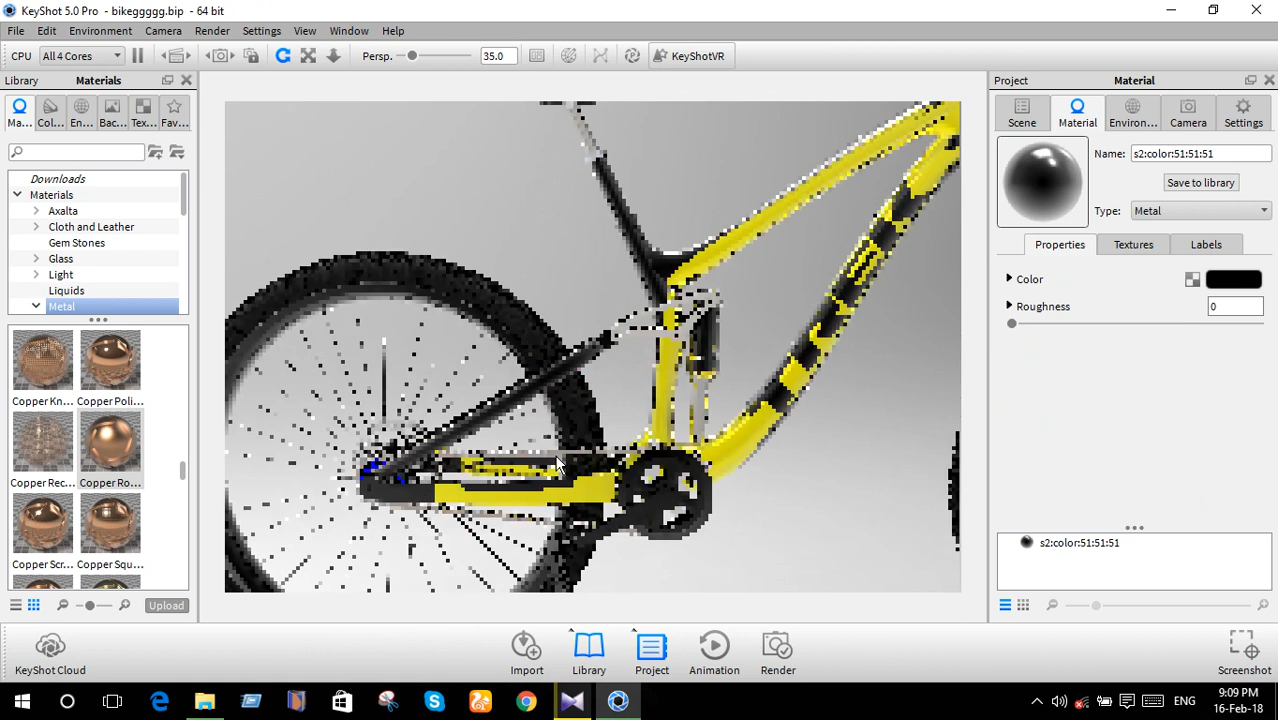 KeyShot 5.0 Pro - bikeggggg.bip - 64 bit
File Edit Environment Camera Render Settings View Window Help
CPU All 4 Cores Persp. 35.0 KeyShotVR
Library Materials
Ma... Col... En... Bac... Tex... Fav...
Downloads
Materials
Axalta
Cloth and Leather
Gem Stones
Glass
Light
Liquids
Metal
Copper Kn... Copper Poli...
Copper Rec... Copper Ro...
Copper Scr... Copper Squ...
Upload
Project Material
Scene Material Environ... Camera Settings
Name: s2:color:51:51:51
Save to library
Type: Metal
Properties Textures Labels
Color
Roughness 0
s2:color:51:51:51
KeyShot Cloud Import Library Project Animation Render Screenshot
ENG 9:09 PM
16-Feb-18